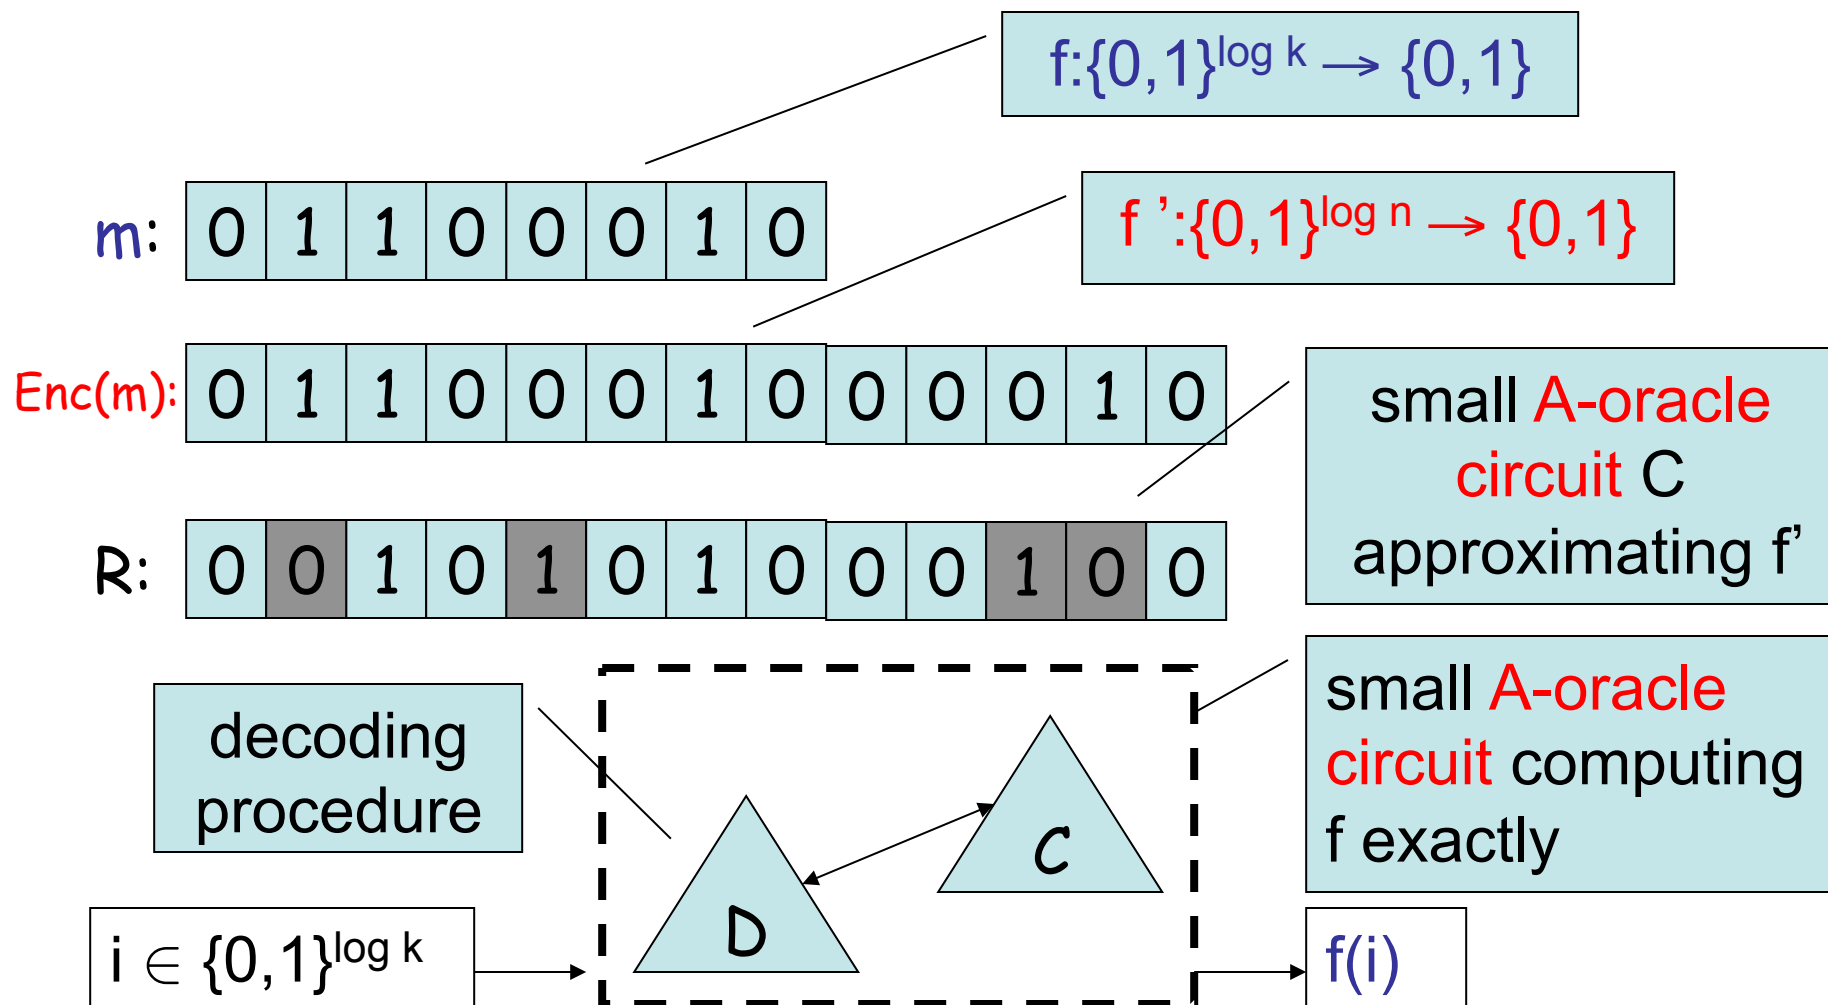 f:{0,1}^log k → {0,1}
m: 0 1 1 0 0 0 1 0
f ’:{0,1}^log n → {0,1}
Enc(m): 0 1 1 0 0 0 1 0 0 0 0 1 0
R: 0 0 1 0 1 0 1 0 0 0 1 0 0
small A-oracle
circuit C
approximating f’
decoding
procedure
D
C
small A-oracle
circuit computing
f exactly
i ∈ {0,1}^log k
f(i)